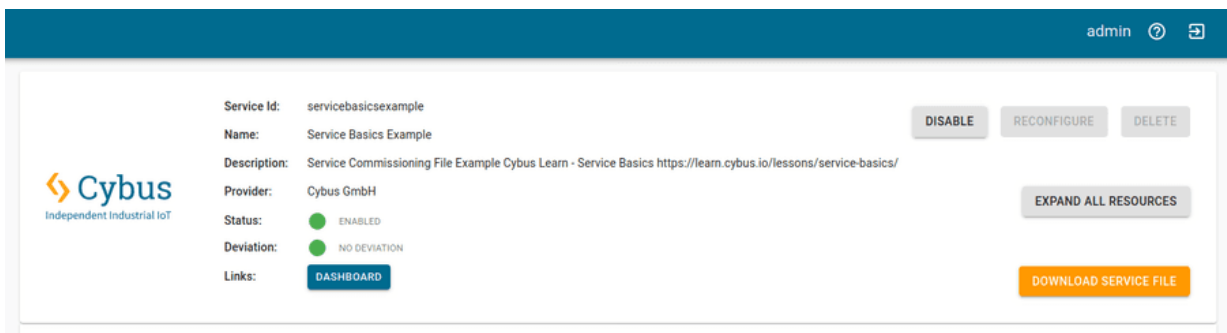 admin
Service Id: servicebasicsexample
DISABLE RECONFIGURE DELETE
Name: Service Basics Example
Description: Service Commissioning File Example Cybus Learn - Service Basics https://learn.cybus.io/lessons/service-basics/
Cybus
Independent Industrial IoT
Provider: Cybus GmbH
EXPAND ALL RESOURCES
Status: ENABLED
Deviation: NO DEVIATION
Links: DASHBOARD
DOWNLOAD SERVICE FILE